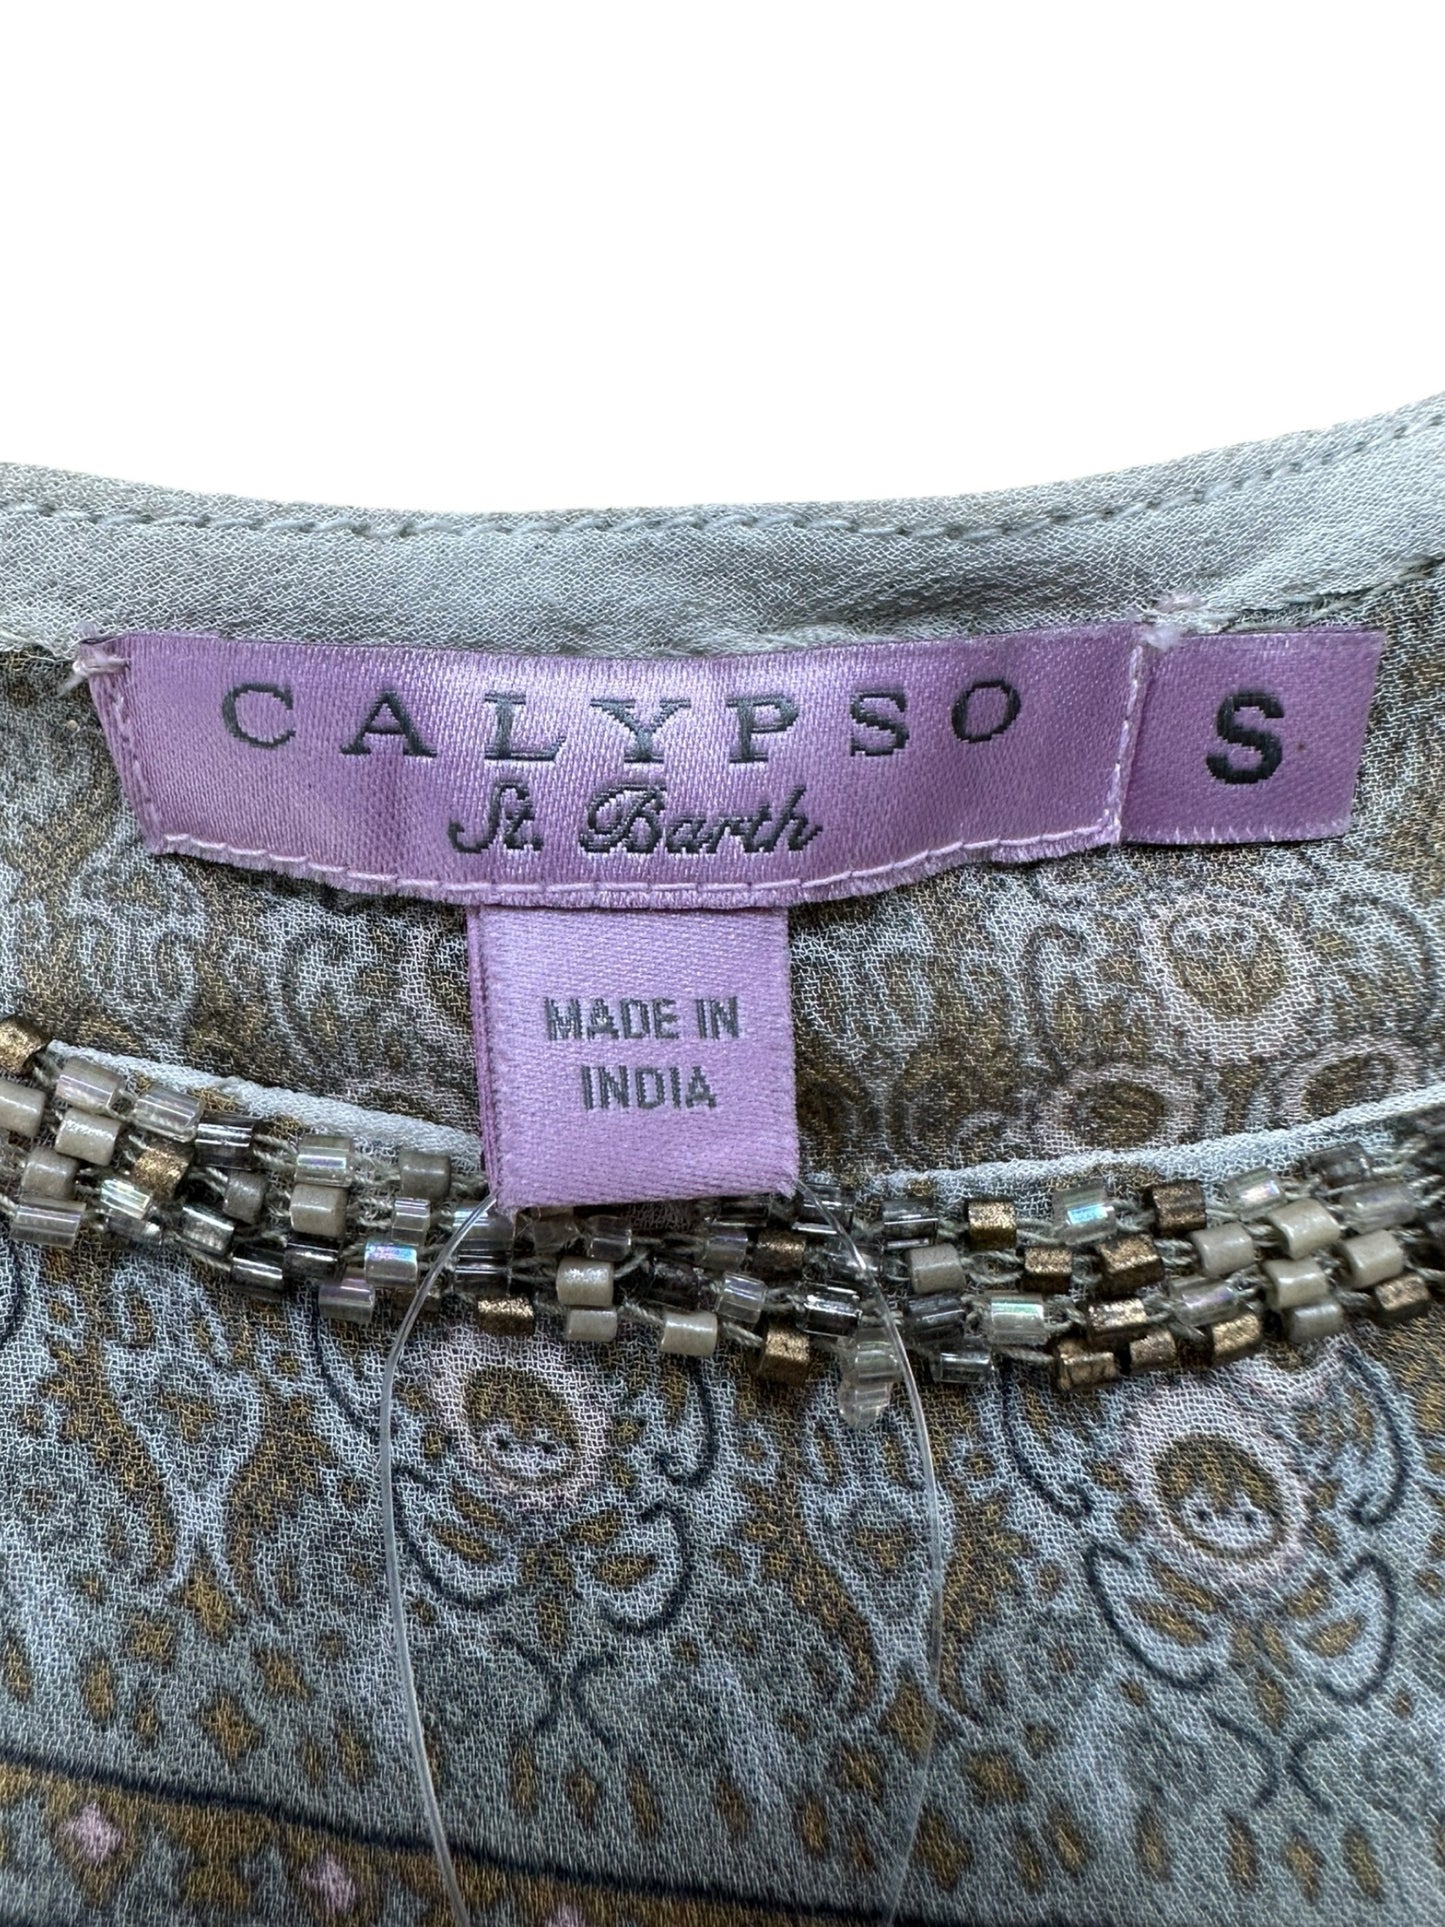 CALYPSO
St. Barth
S
MADE IN
INDIA